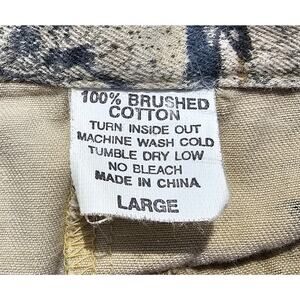 100% BRUSHED
COTTON
TURN INSIDE OUT
MACHINE WASH COLD
TUMBLE DRY LOW
NO BLEACH
MADE IN CHINA
LARGE